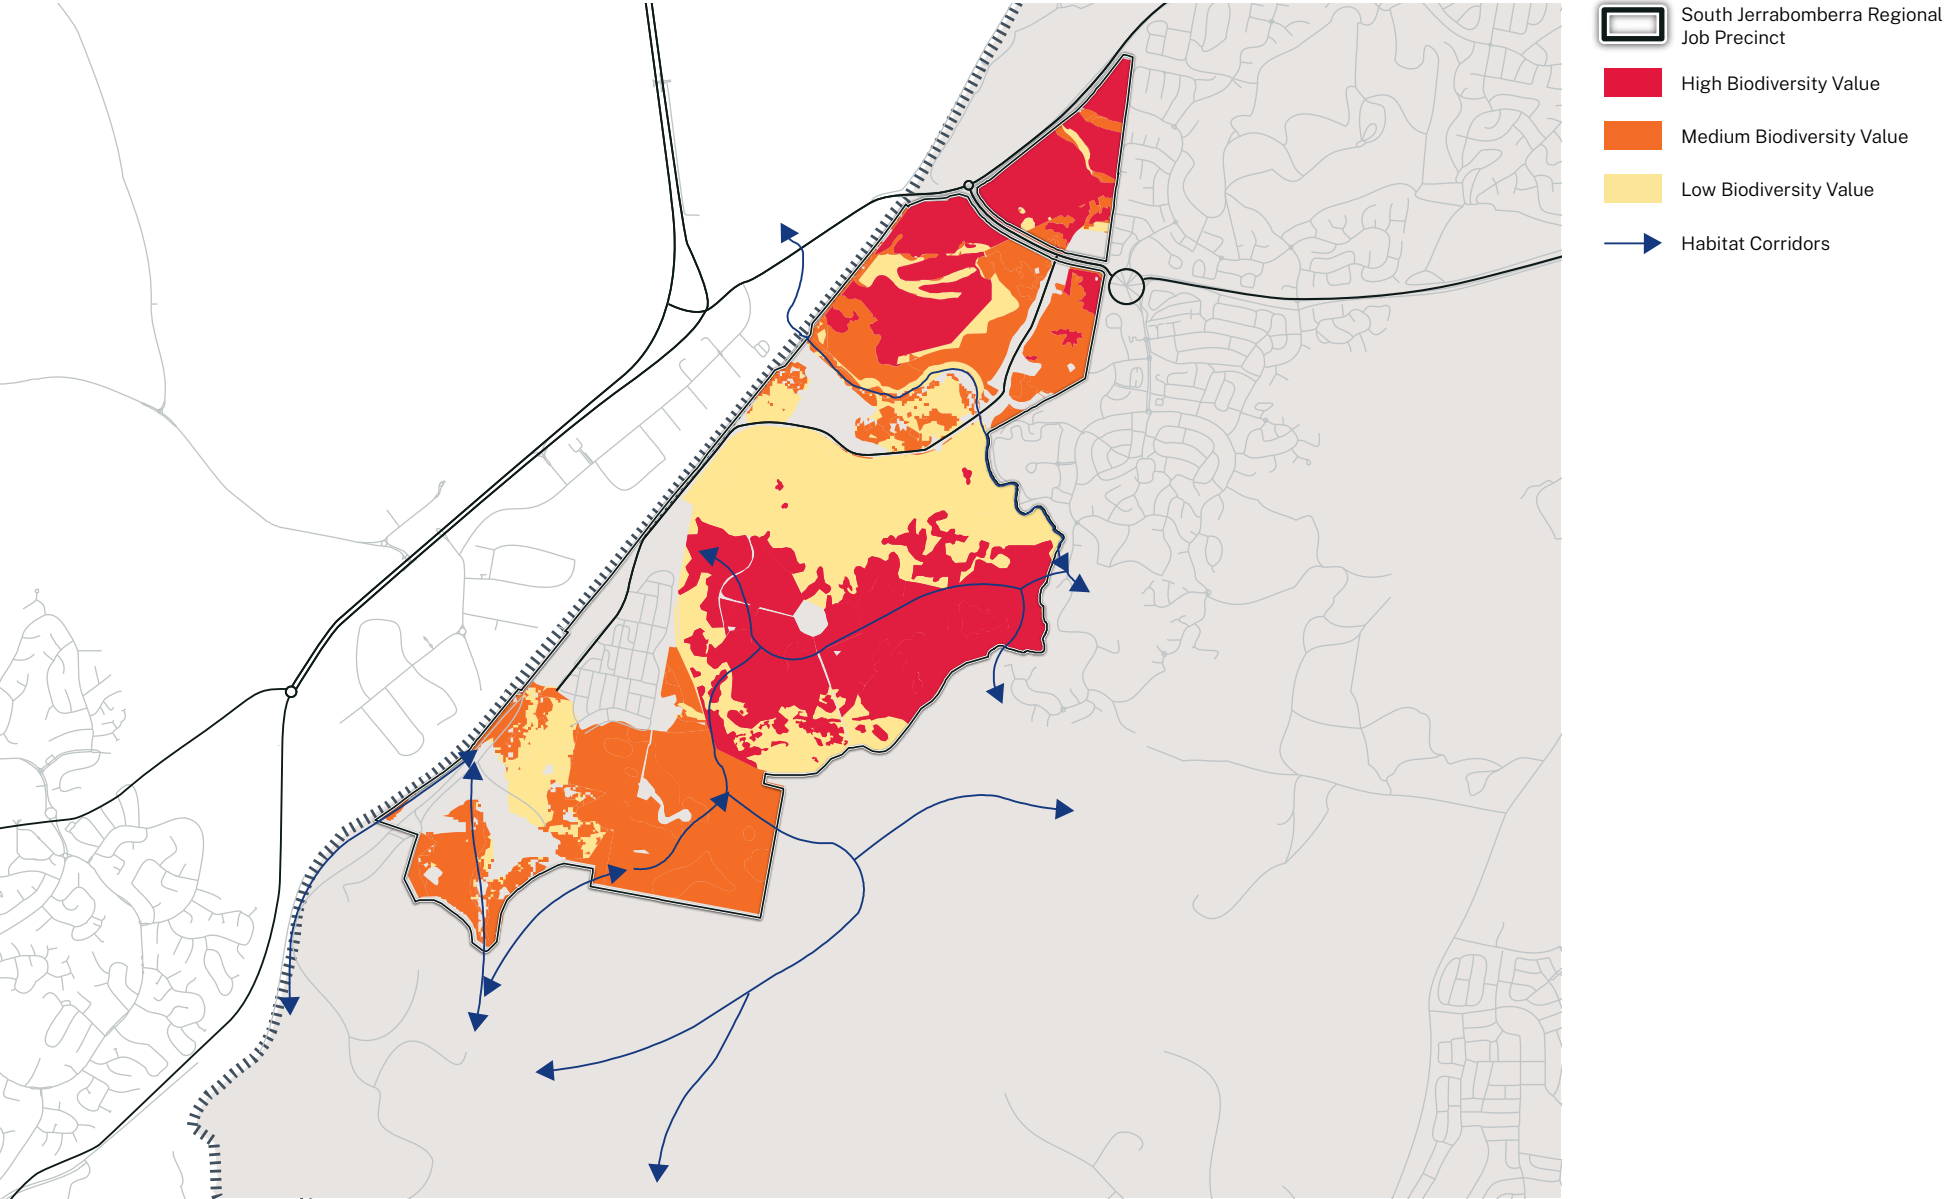 South Jerrabomberra Regional
Job Precinct
High Biodiversity Value
Medium Biodiversity Value
Low Biodiversity Value
Habitat Corridors